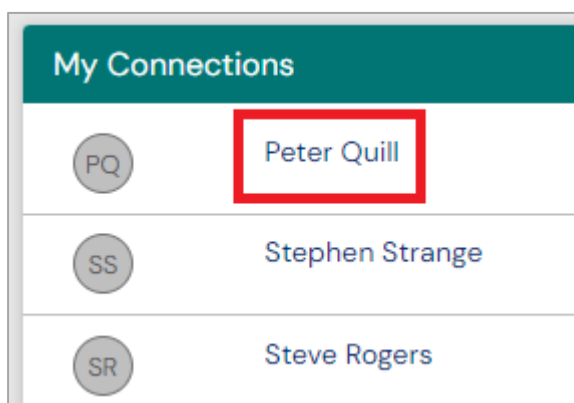 My Connections
PQ Peter Quill
SS Stephen Strange
SR Steve Rogers